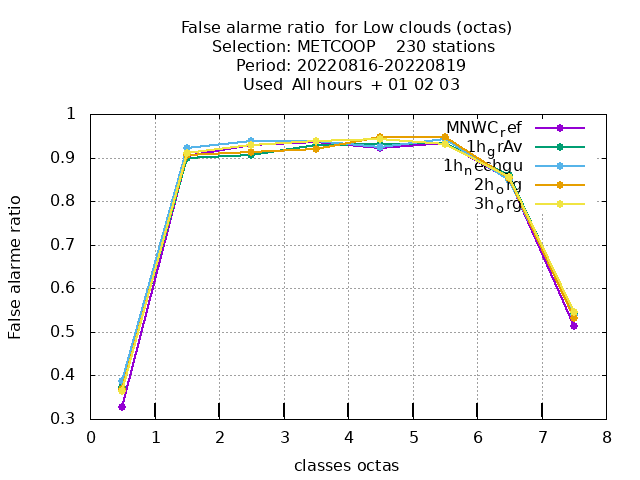 False alarme ratio  for Low clouds (octas)
Selection: METCOOP    230 stations
Period: 20220816-20220819
Used  All hours  + 01 02 03
1
0.9
0.8
0.7
0.6
0.5
0.4
0.3
False alarme ratio
MNWC_ref
1h_grAv
1h_nechgu
2h_org
3h_org
0 1 2 3 4 5 6 7 8
classes octas